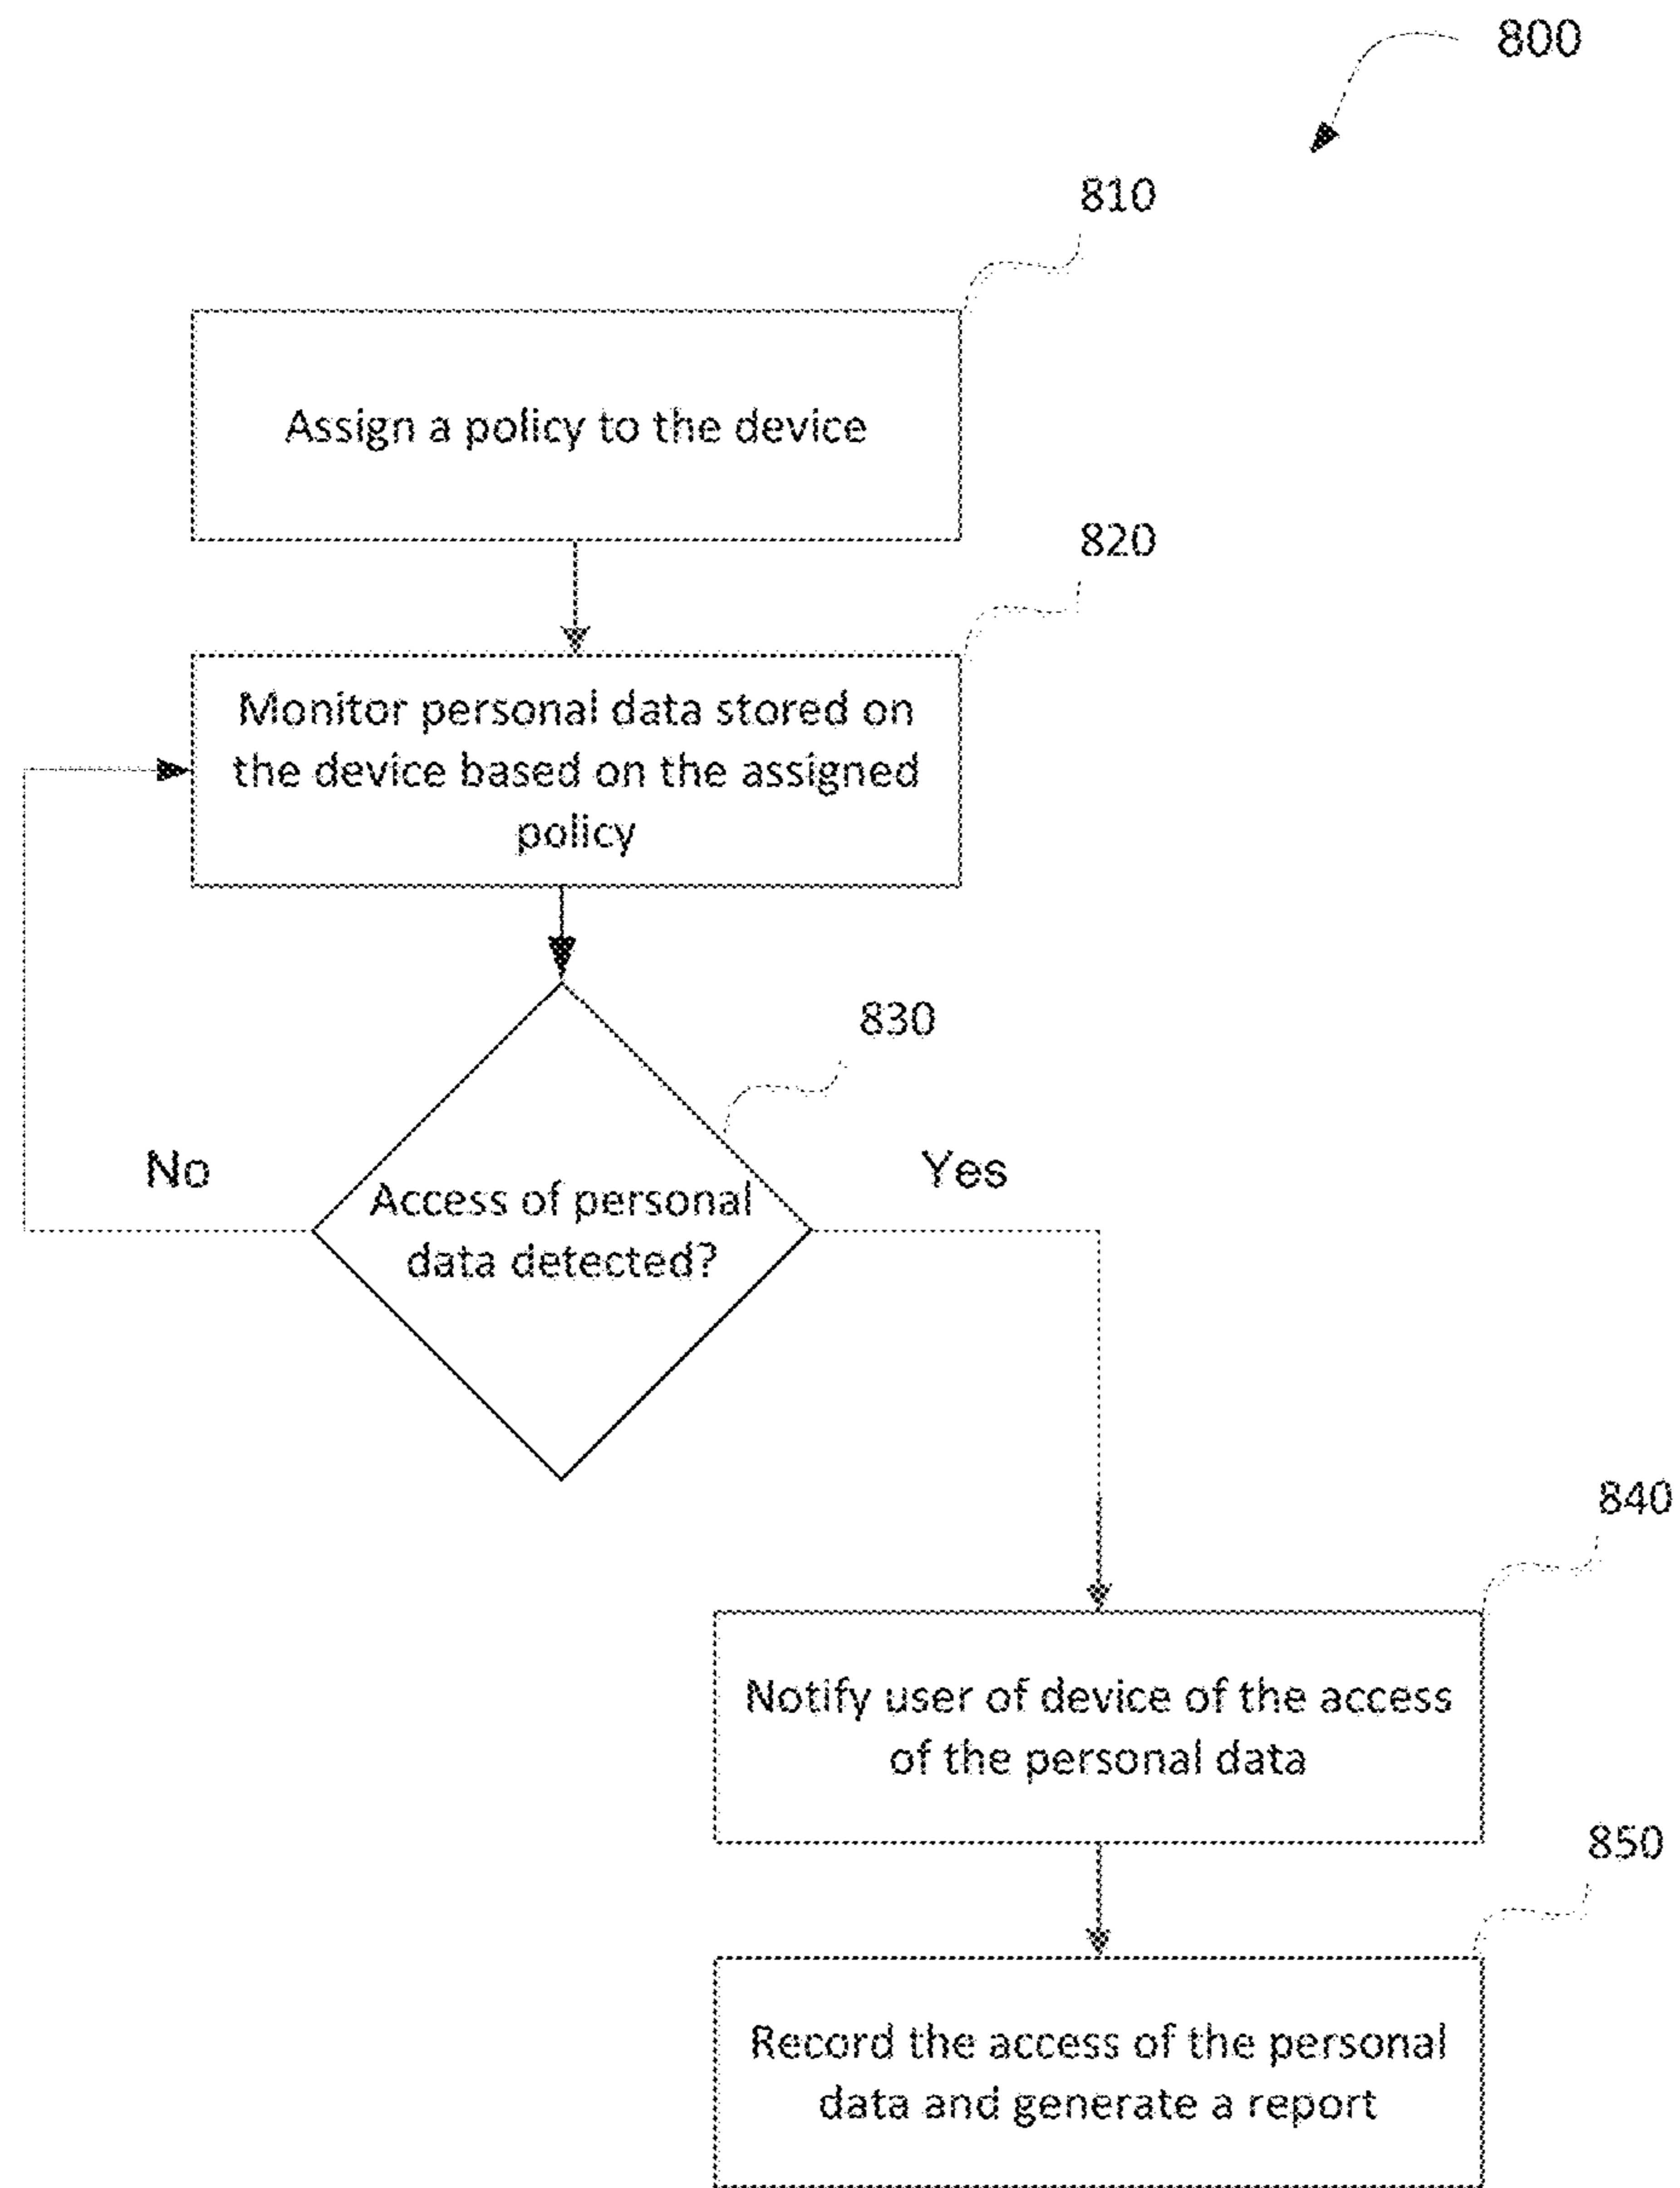 800
810
Assign a policy to the device
820
Monitor personal data stored on
the device based on the assigned
policy
830
No
Yes
Access of personal
data detected?
840
Notify user of device of the access
of the personal data
850
Record the access of the personal
data and generate a report